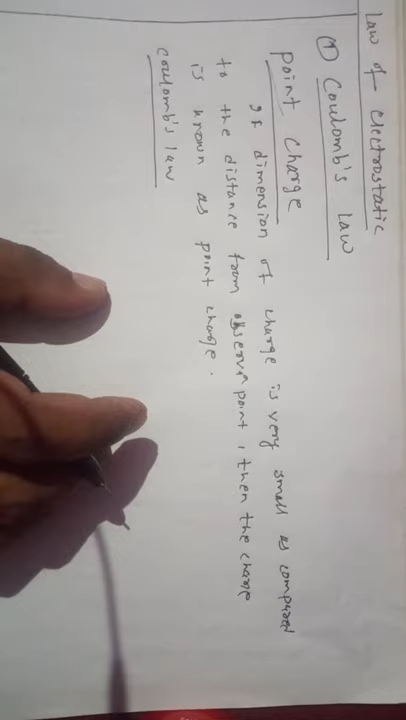 Law of electrostatic
(1) Coulomb's Law
Point Charge
If dimension of charge is very small as compared
to the distance from observe point, then the charge
is known as point charge.
Coulomb's law